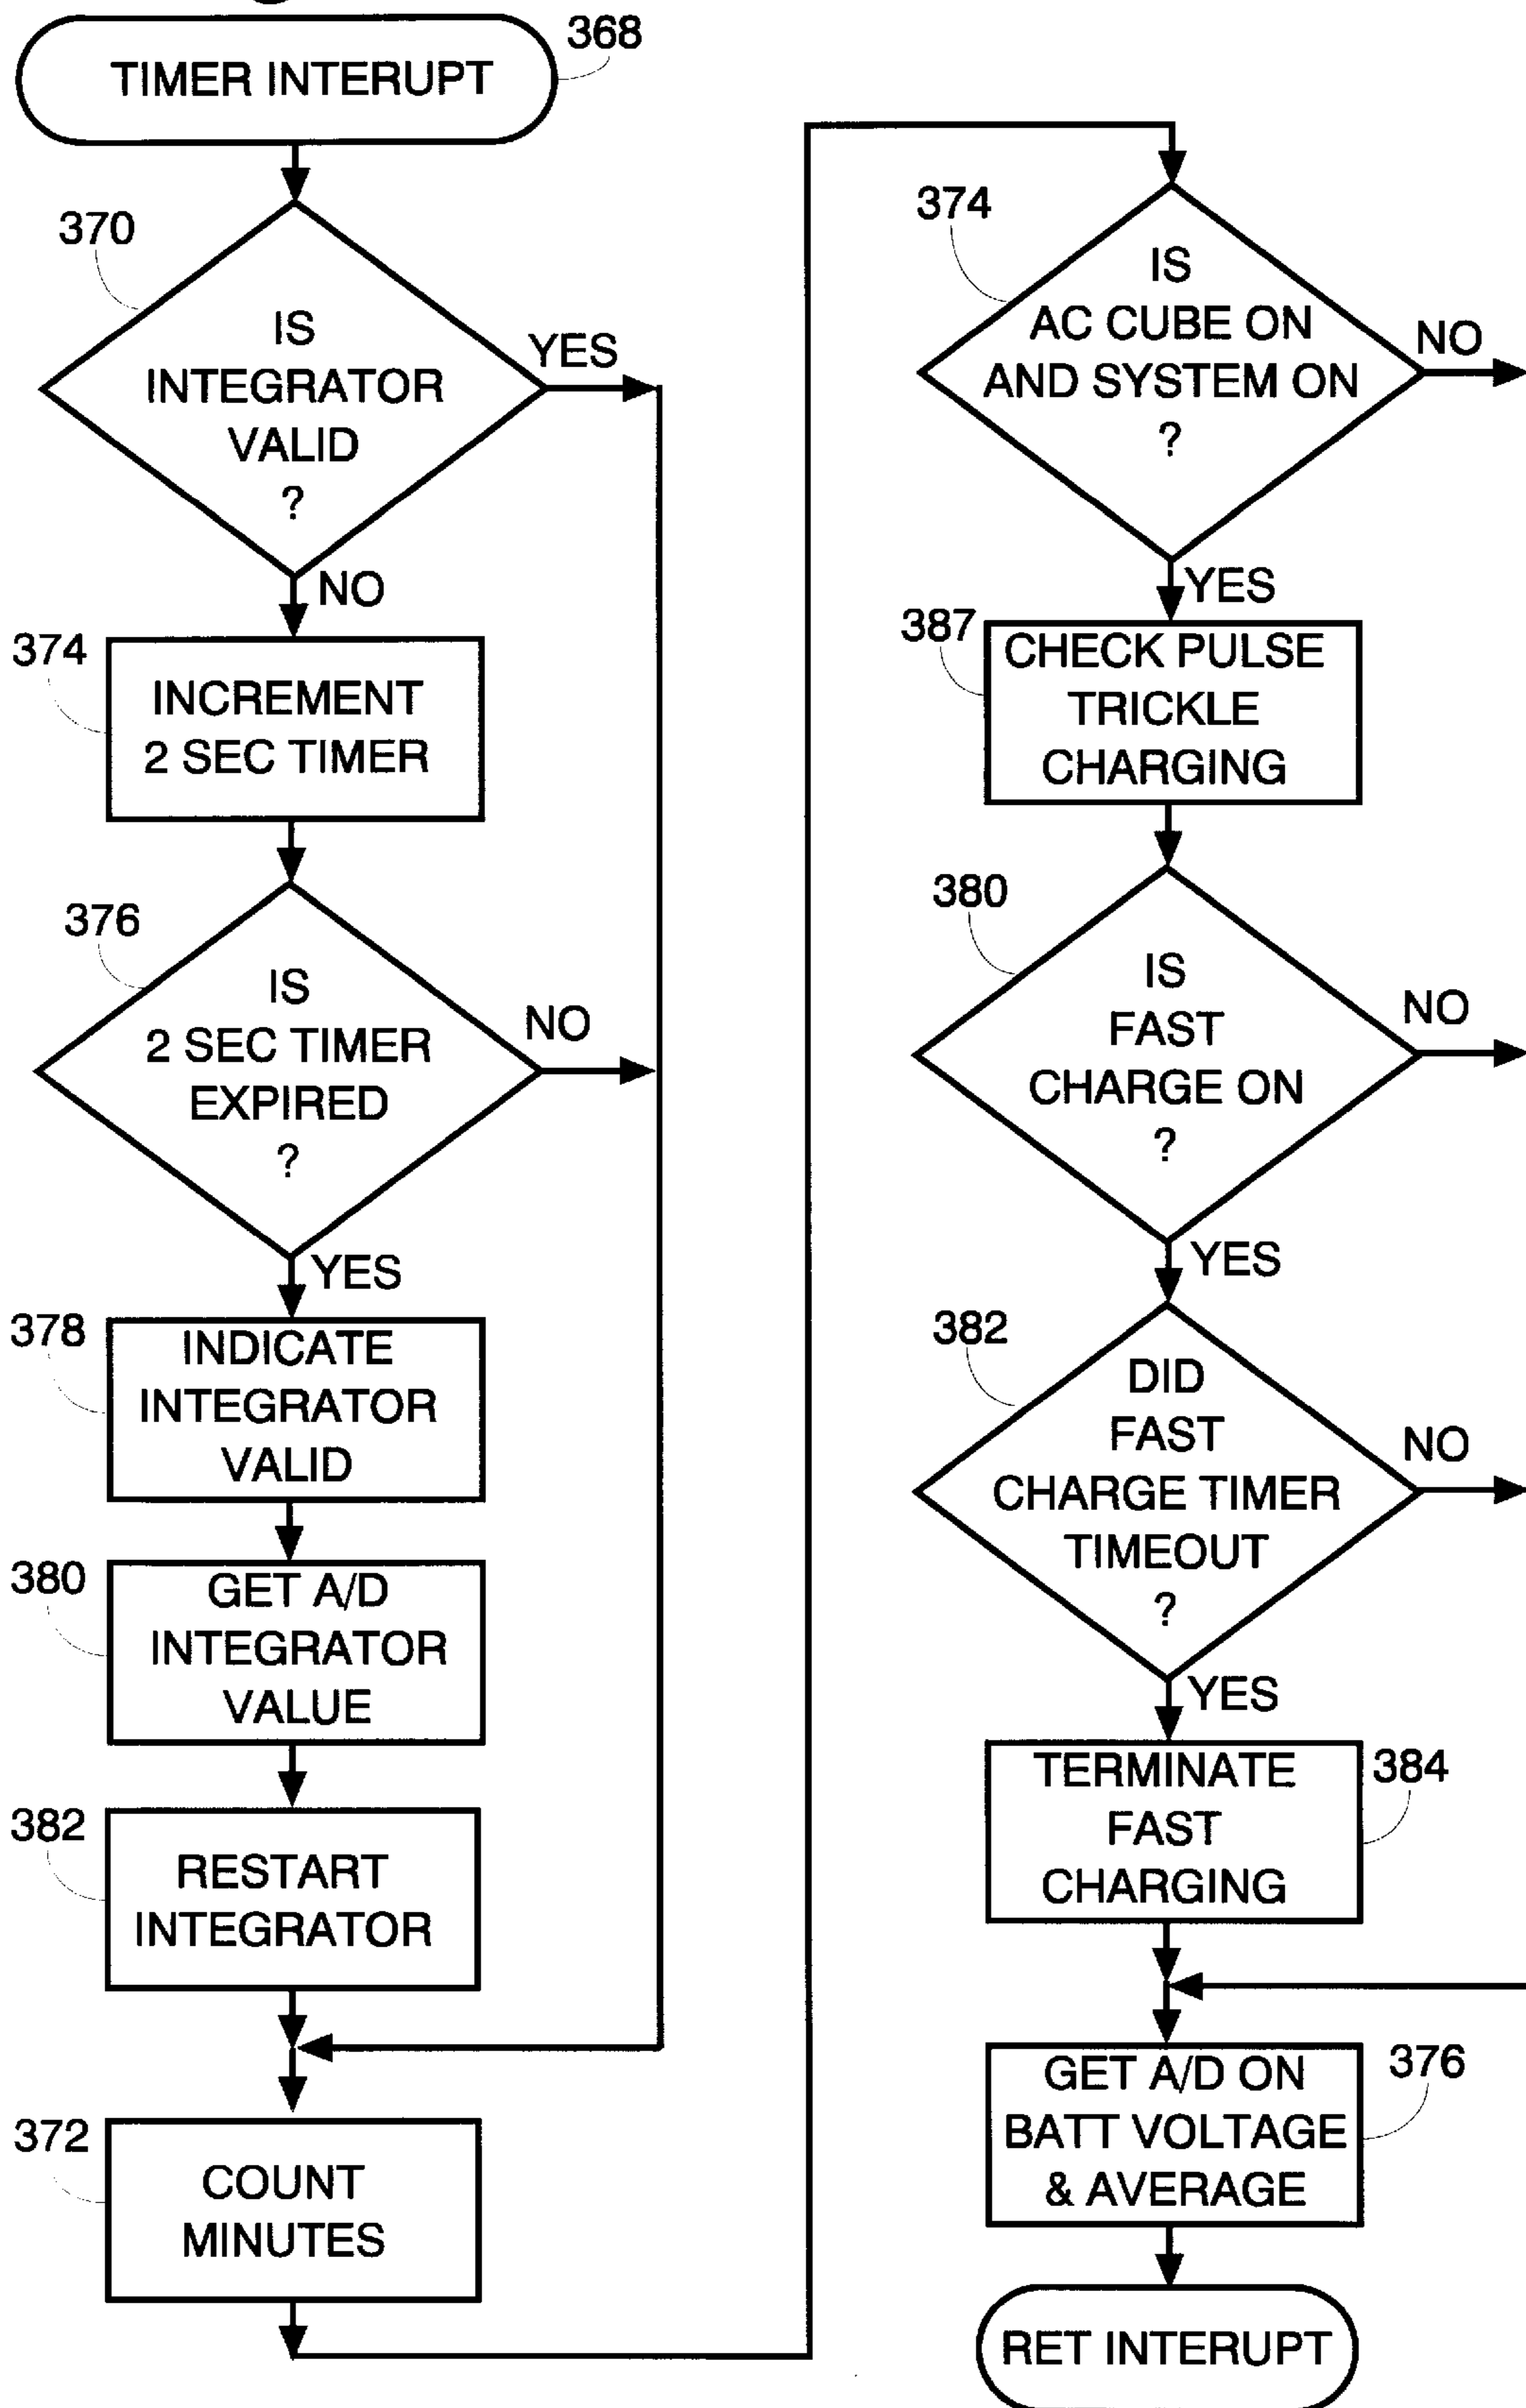 TIMER INTERUPT
368
370
IS
INTEGRATOR
VALID
?
YES
NO
374
INCREMENT
2 SEC TIMER
376
IS
2 SEC TIMER
EXPIRED
?
NO
YES
378
INDICATE
INTEGRATOR
VALID
380
GET A/D
INTEGRATOR
VALUE
382
RESTART
INTEGRATOR
372
COUNT
MINUTES
374
IS
AC CUBE ON
AND SYSTEM ON
?
NO
YES
387
CHECK PULSE
TRICKLE
CHARGING
380
IS
FAST
CHARGE ON
?
NO
YES
382
DID
FAST
CHARGE TIMER
TIMEOUT
?
NO
YES
TERMINATE
FAST
CHARGING
384
GET A/D ON
BATT VOLTAGE
& AVERAGE
376
RET INTERUPT